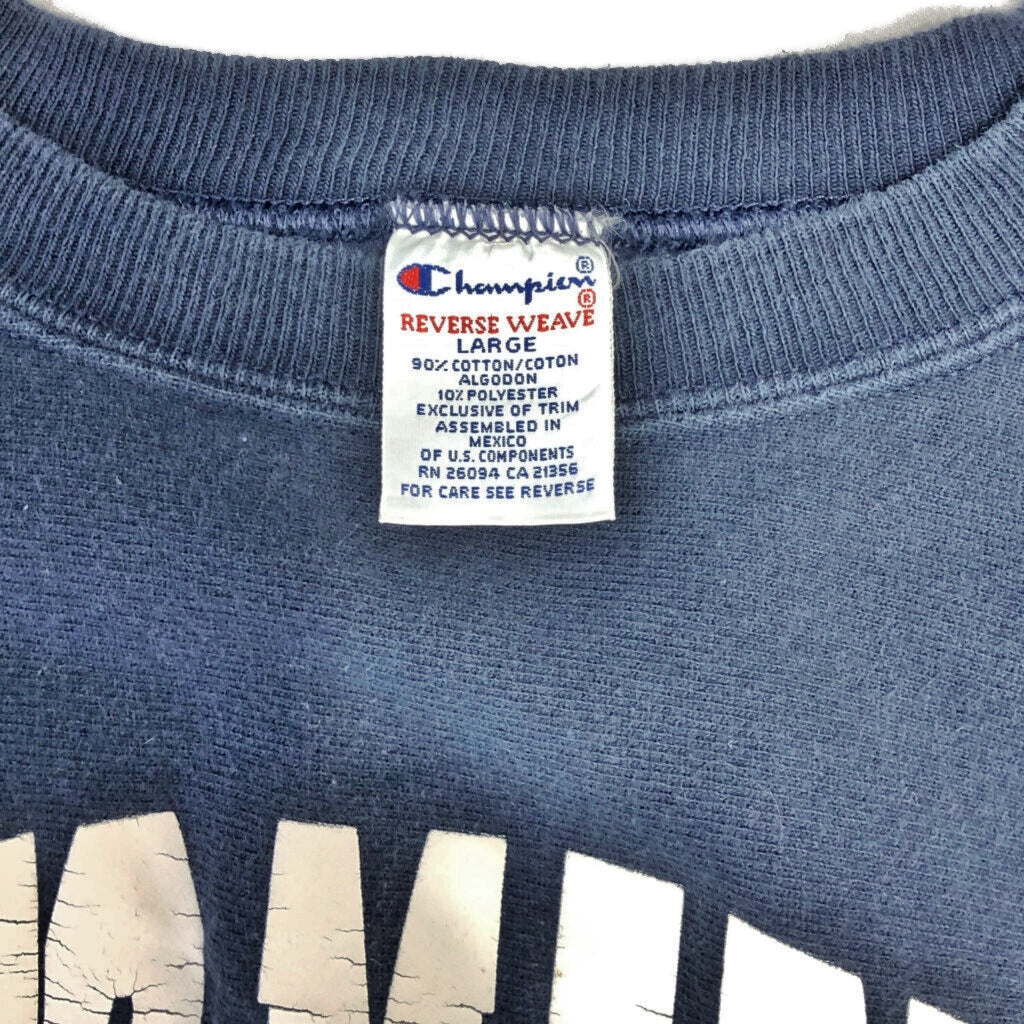 Champion®
REVERSE WEAVE®
LARGE
90% COTTON/COTON
ALGODON
10% POLYESTER
EXCLUSIVE OF TRIM
ASSEMBLED IN
MEXICO
OF U.S. COMPONENTS
RN 26094 CA 21356
FOR CARE SEE REVERSE